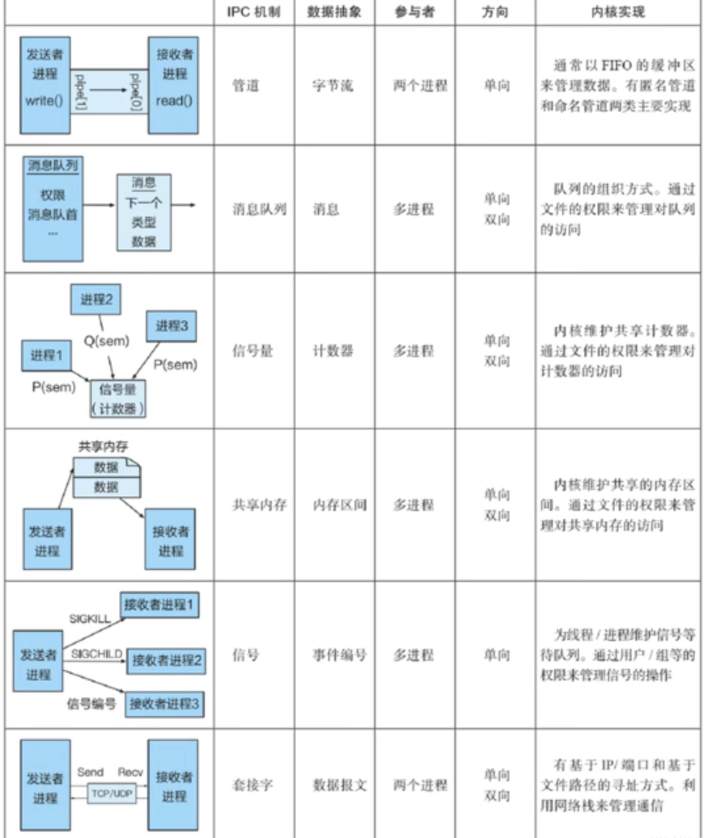 IPC 机制 数据抽象 参与者 方向 内核实现
发送者 接收者
进程 进程
write() pipe[1] pipe[0] read()
管道 字节流 两个进程 单向
通常以 FIFO 的缓冲区
来管理数据。有匿名管道
和命名管道两类主要实现
消息队列
权限
消息队首
...
消息
下一个
类型
数据
消息队列 消息 多进程
单向
双向
队列的组织方式。通过
文件的权限来管理对队列
的访问
进程2
进程3
Q(sem)
进程1
P(sem)
P(sem)
信号量
(计数器)
信号量 计数器 多进程
单向
双向
内核维护共享计数器。
通过文件的权限来管理对
计数器的访问
共享内存
数据
数据
发送者 接收者
进程 进程
共享内存 内存区间 多进程
单向
双向
内核维护共享的内存区
间。通过文件的权限来管
理对共享内存的访问
接收者进程1
SIGKILL
发送者
进程
SIGCHILD
接收者进程2
信号编号
接收者进程3
信号 事件编号 多进程 单向
为线程 / 进程维护信号等
待队列。通过用户 / 组等的
权限来管理信号的操作
发送者 Send Recv 接收者
进程 TCP/UDP 进程
套接字 数据报文 两个进程
单向
双向
有基于 IP/ 端口和基于
文件路径的寻址方式。利
用网络栈来管理通信